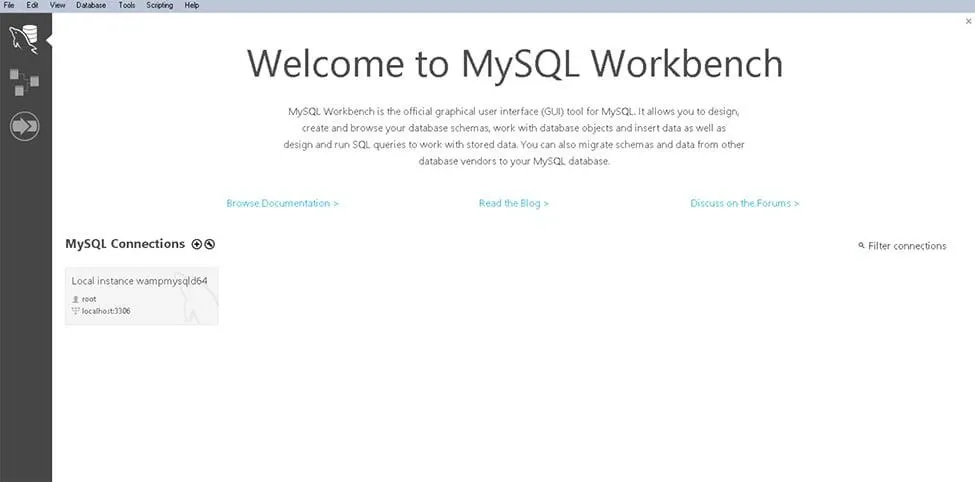 File Edit View Database Tools Scripting Help
Welcome to MySQL Workbench
MySQL Workbench is the official graphical user interface (GUI) tool for MySQL. It allows you to design,
create and browse your database schemas, work with database objects and insert data as well as
design and run SQL queries to work with stored data. You can also migrate schemas and data from other
database vendors to your MySQL database.
Browse Documentation > Read the Blog > Discuss on the Forums >
MySQL Connections Filter connections
Local instance wampmysqld64
root
localhost:3306